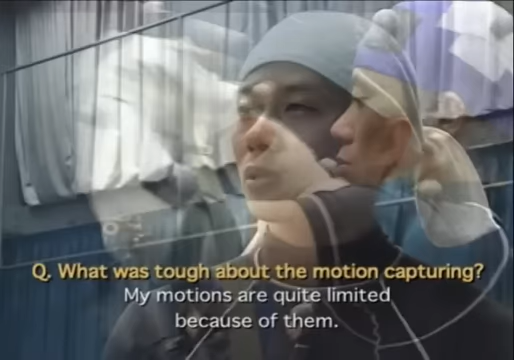 Q. What was tough about the motion capturing?
My motions are quite limited
because of them.